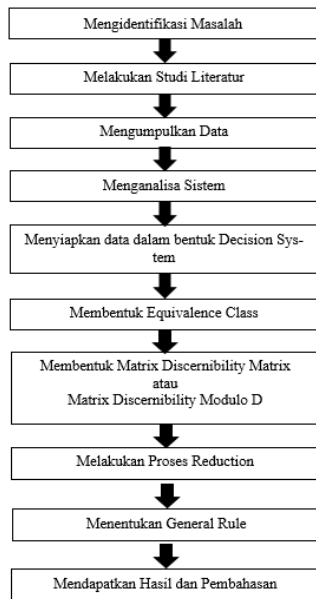 Mengidentifikasi Masalah
Melakukan Studi Literatur
Mengumpulkan Data
Menganalisa Sistem
Menyiapkan data dalam bentuk Decision Sys-
tem
Membentuk Equivalence Class
Membentuk Matrix Discernibility Matrix
atau
Matrix Discernibility Modulo D
Melakukan Proses Reduction
Menentukan General Rule
Mendapatkan Hasil dan Pembahasan